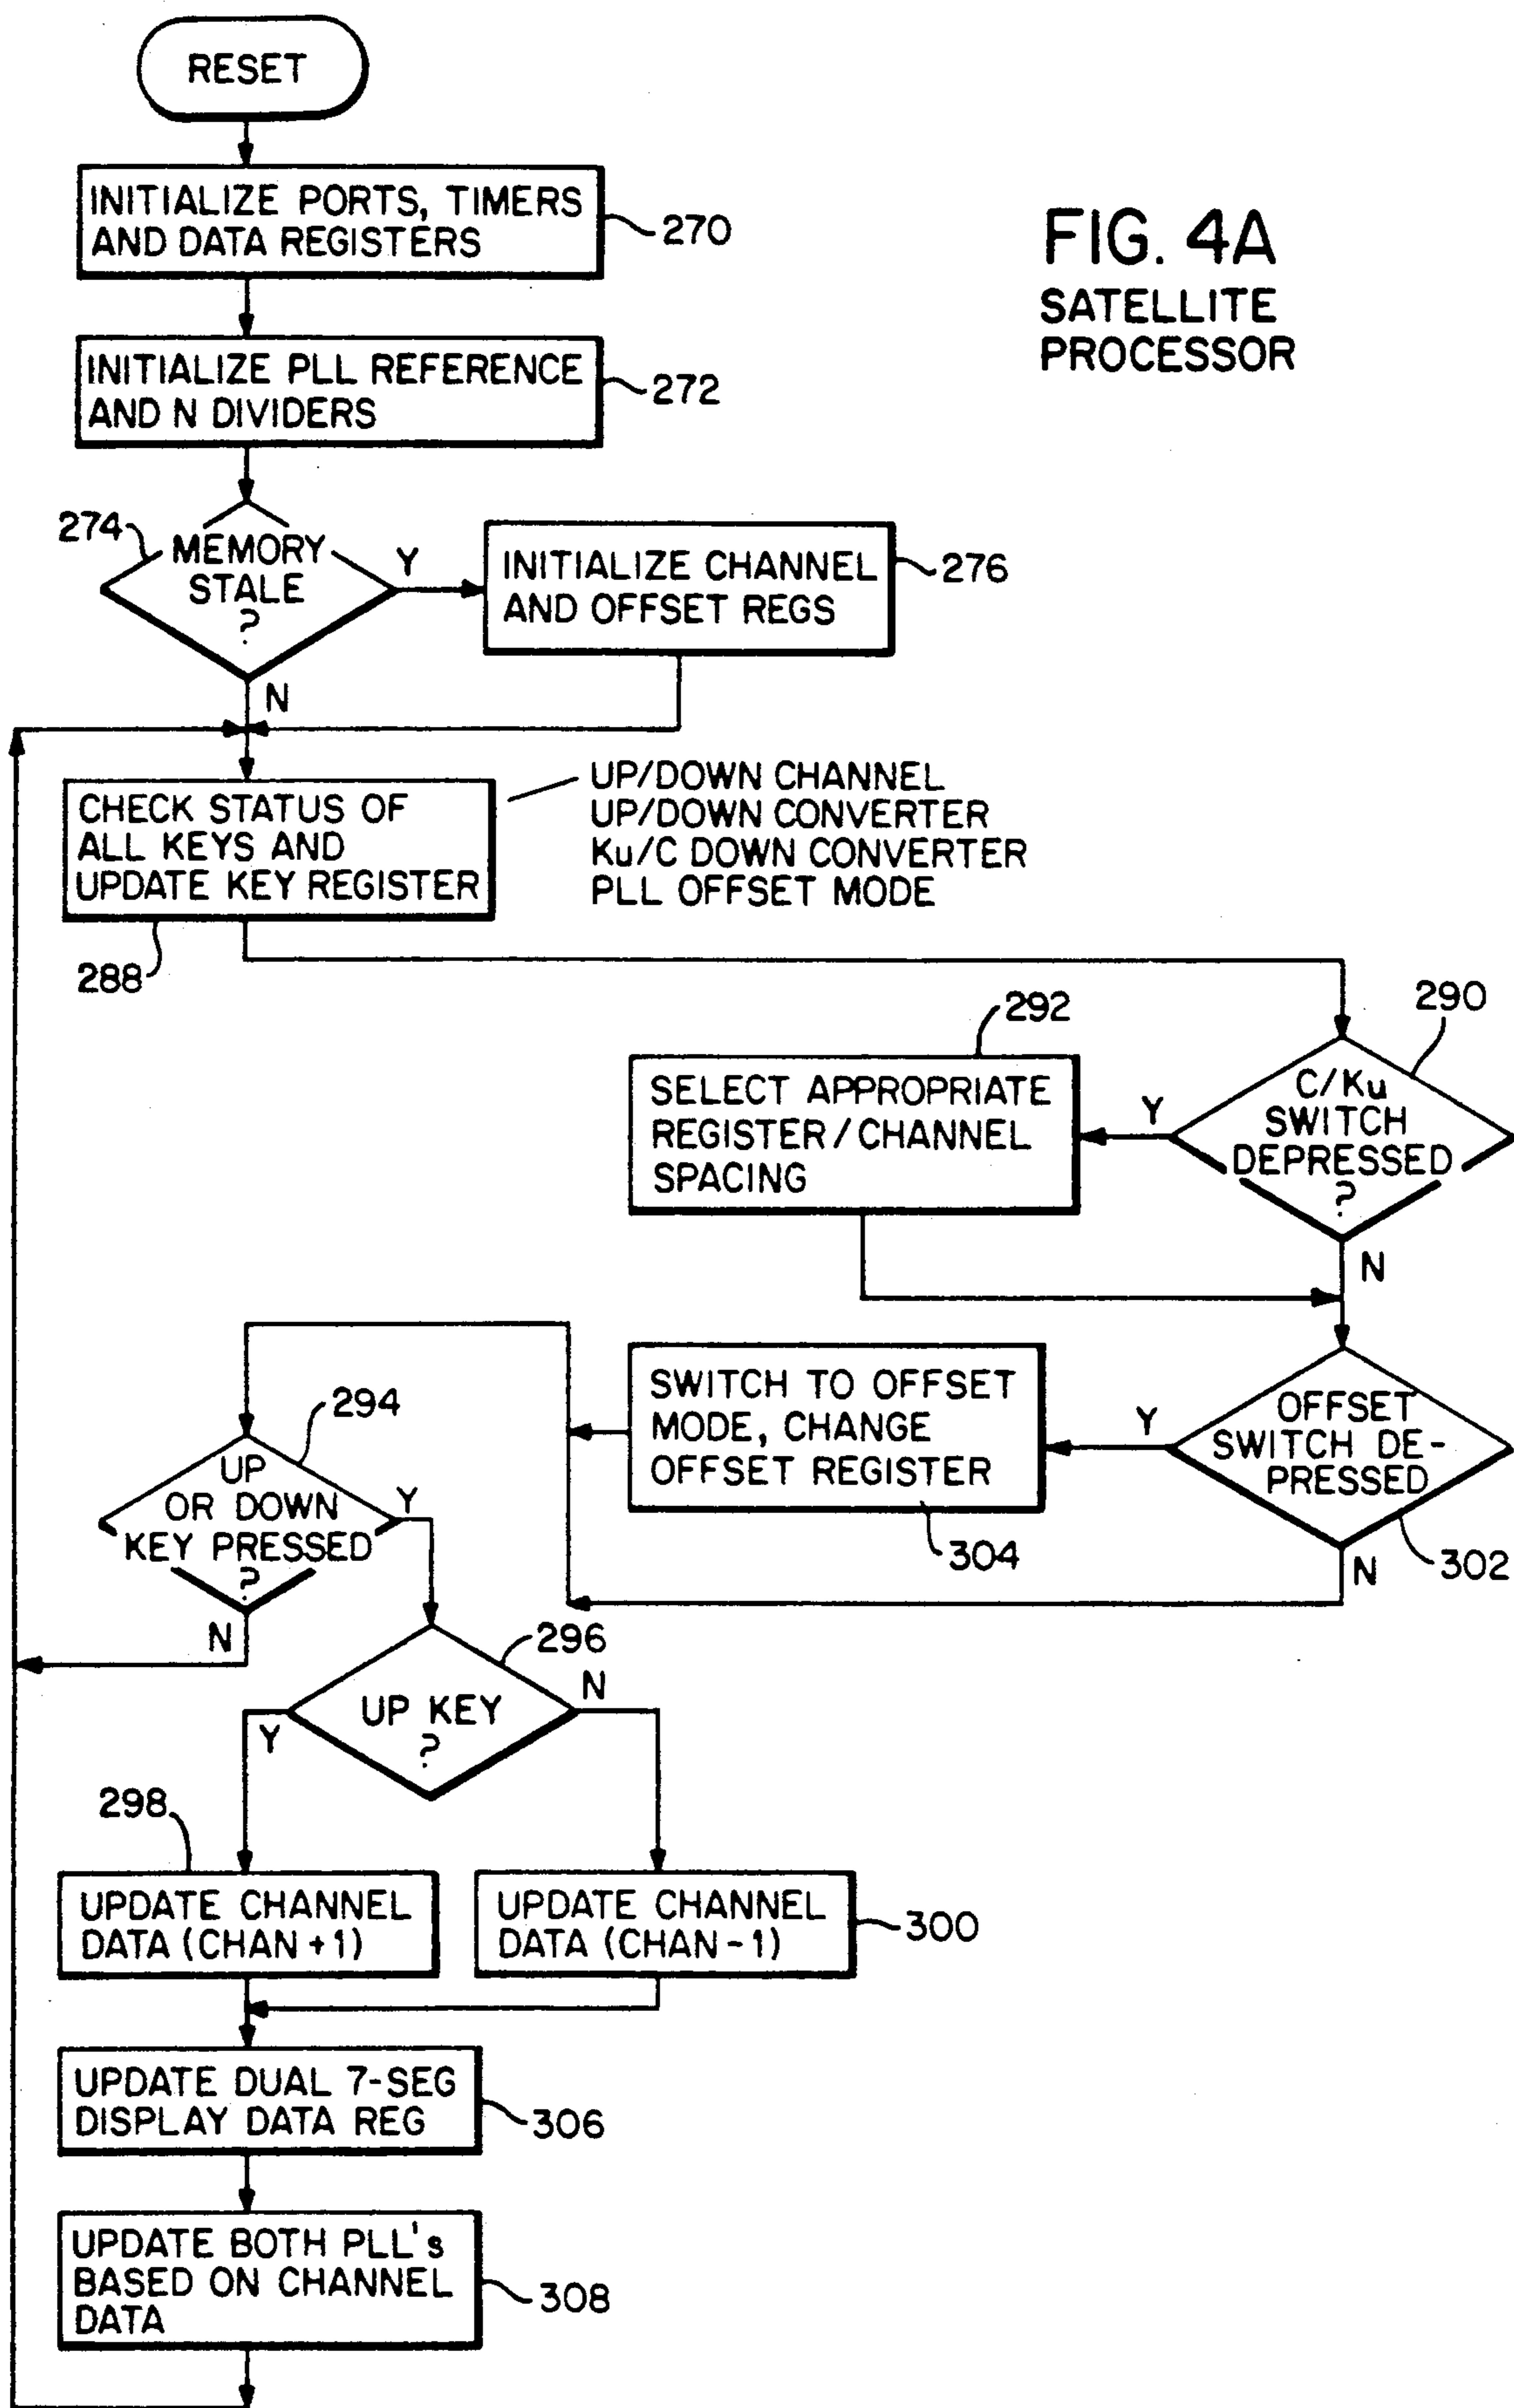 RESET
INITIALIZE PORTS, TIMERS
AND DATA REGISTERS
270
FIG. 4A
SATELLITE
PROCESSOR
INITIALIZE PLL REFERENCE
AND N DIVIDERS
272
274
MEMORY
STALE
?
Y
N
INITIALIZE CHANNEL
AND OFFSET REGS
276
CHECK STATUS OF
ALL KEYS AND
UPDATE KEY REGISTER
288
UP/DOWN CHANNEL
UP/DOWN CONVERTER
Ku/C DOWN CONVERTER
PLL OFFSET MODE
290
C/Ku
SWITCH
DEPRESSED
?
Y
N
292
SELECT APPROPRIATE
REGISTER/CHANNEL
SPACING
OFFSET
SWITCH DE-
PRESSED
302
Y
N
SWITCH TO OFFSET
MODE, CHANGE
OFFSET REGISTER
304
294
UP
OR DOWN
KEY PRESSED
?
Y
N
296
UP KEY
?
Y
N
298
UPDATE CHANNEL
DATA (CHAN+1)
UPDATE CHANNEL
DATA (CHAN-1)
300
UPDATE DUAL 7-SEG
DISPLAY DATA REG
306
UPDATE BOTH PLL's
BASED ON CHANNEL
DATA
308